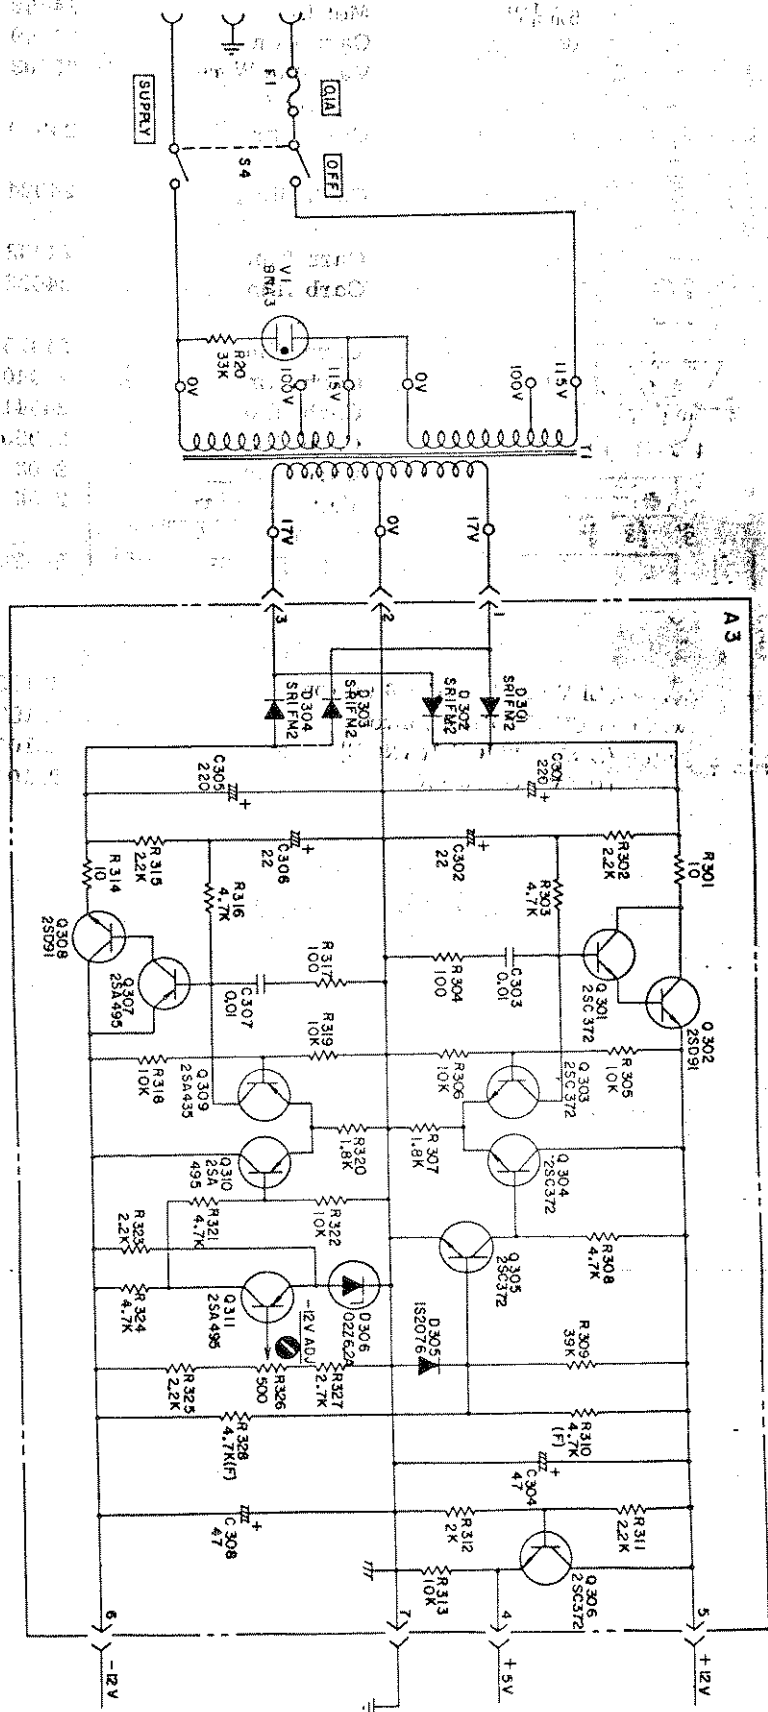 SUPPLY
F1
0.1A
S4
OFF
V1
BNA3
R20
33K
0V
100V
115V
0V
100V
115V
T1
17V
0V
17V
3
2
1
A3
D301
SR1FM2
D302
SR1FM2
D303
SR1FM2
D304
SR1FM2
C305
220
C301
220
R315
2.2K
R314
10
C306
22
C302
22
R302
2.2K
R301
10
R316
4.7K
R303
4.7K
Q308
2SD91
Q307
2SA495
C307
0.01
R317
100
R304
100
C303
0.01
Q301
2SC372
Q302
2SD91
R318
10K
Q309
2SA435
R319
10K
R306
10K
Q303
2SC372
R305
10K
Q310
2SA
495
R320
1.8K
R307
1.8K
Q304
2SC372
R323
2.2K
R321
4.7K
R322
10K
Q305
2SC372
R308
4.7K
R324
4.7K
Q311
2SA495
-12V ADJ
D306
02Z6.2A
D305
1S2076
R309
39K
R325
2.2K
R326
500
R327
2.7K
R328
4.7K(F)
R310
4.7K
(F)
C304
47
C308
47
R312
2K
R311
2.2K
R313
10K
Q306
2SC372
6
7
4
5
-12V
+5V
+12V
Carb